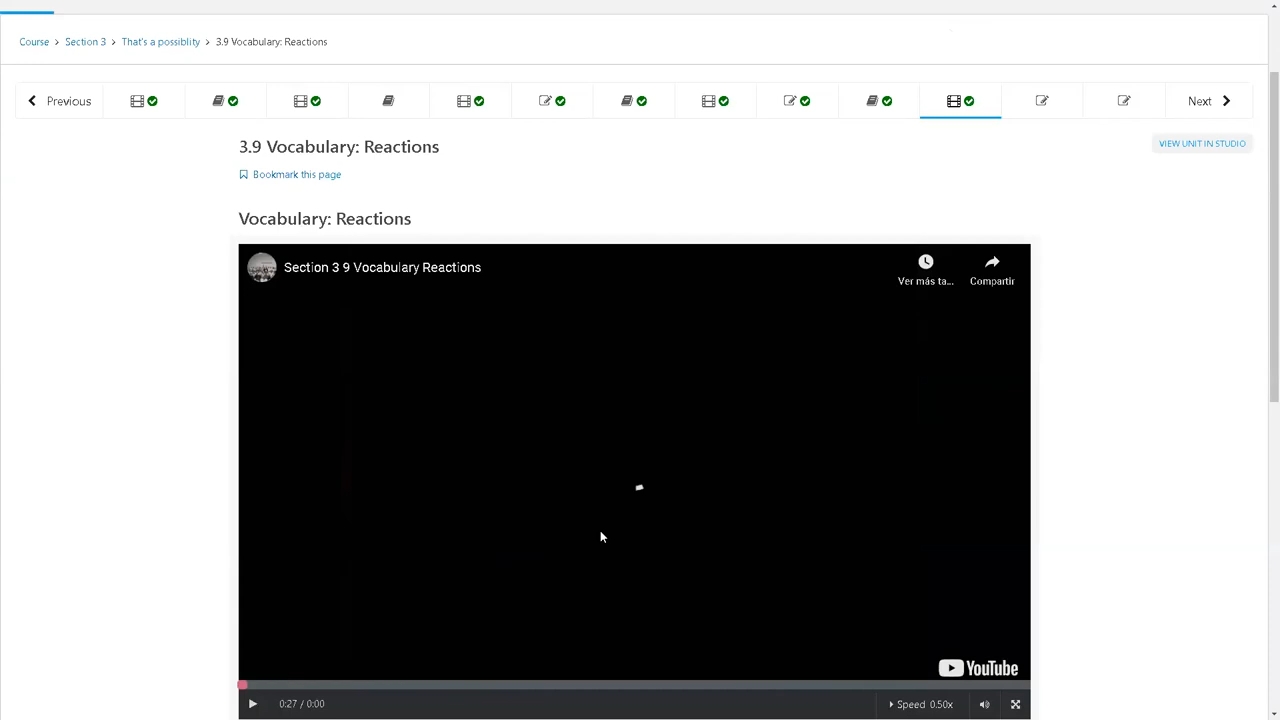 Course > Section 3 > That's a possiblity > 3.9 Vocabulary: Reactions
Previous
Next
3.9 Vocabulary: Reactions
VIEW UNIT IN STUDIO
Bookmark this page
Vocabulary: Reactions
Section 3 9 Vocabulary Reactions
Ver más ta...
Compartir
YouTube
0:27 / 0:00
Speed 0.50x